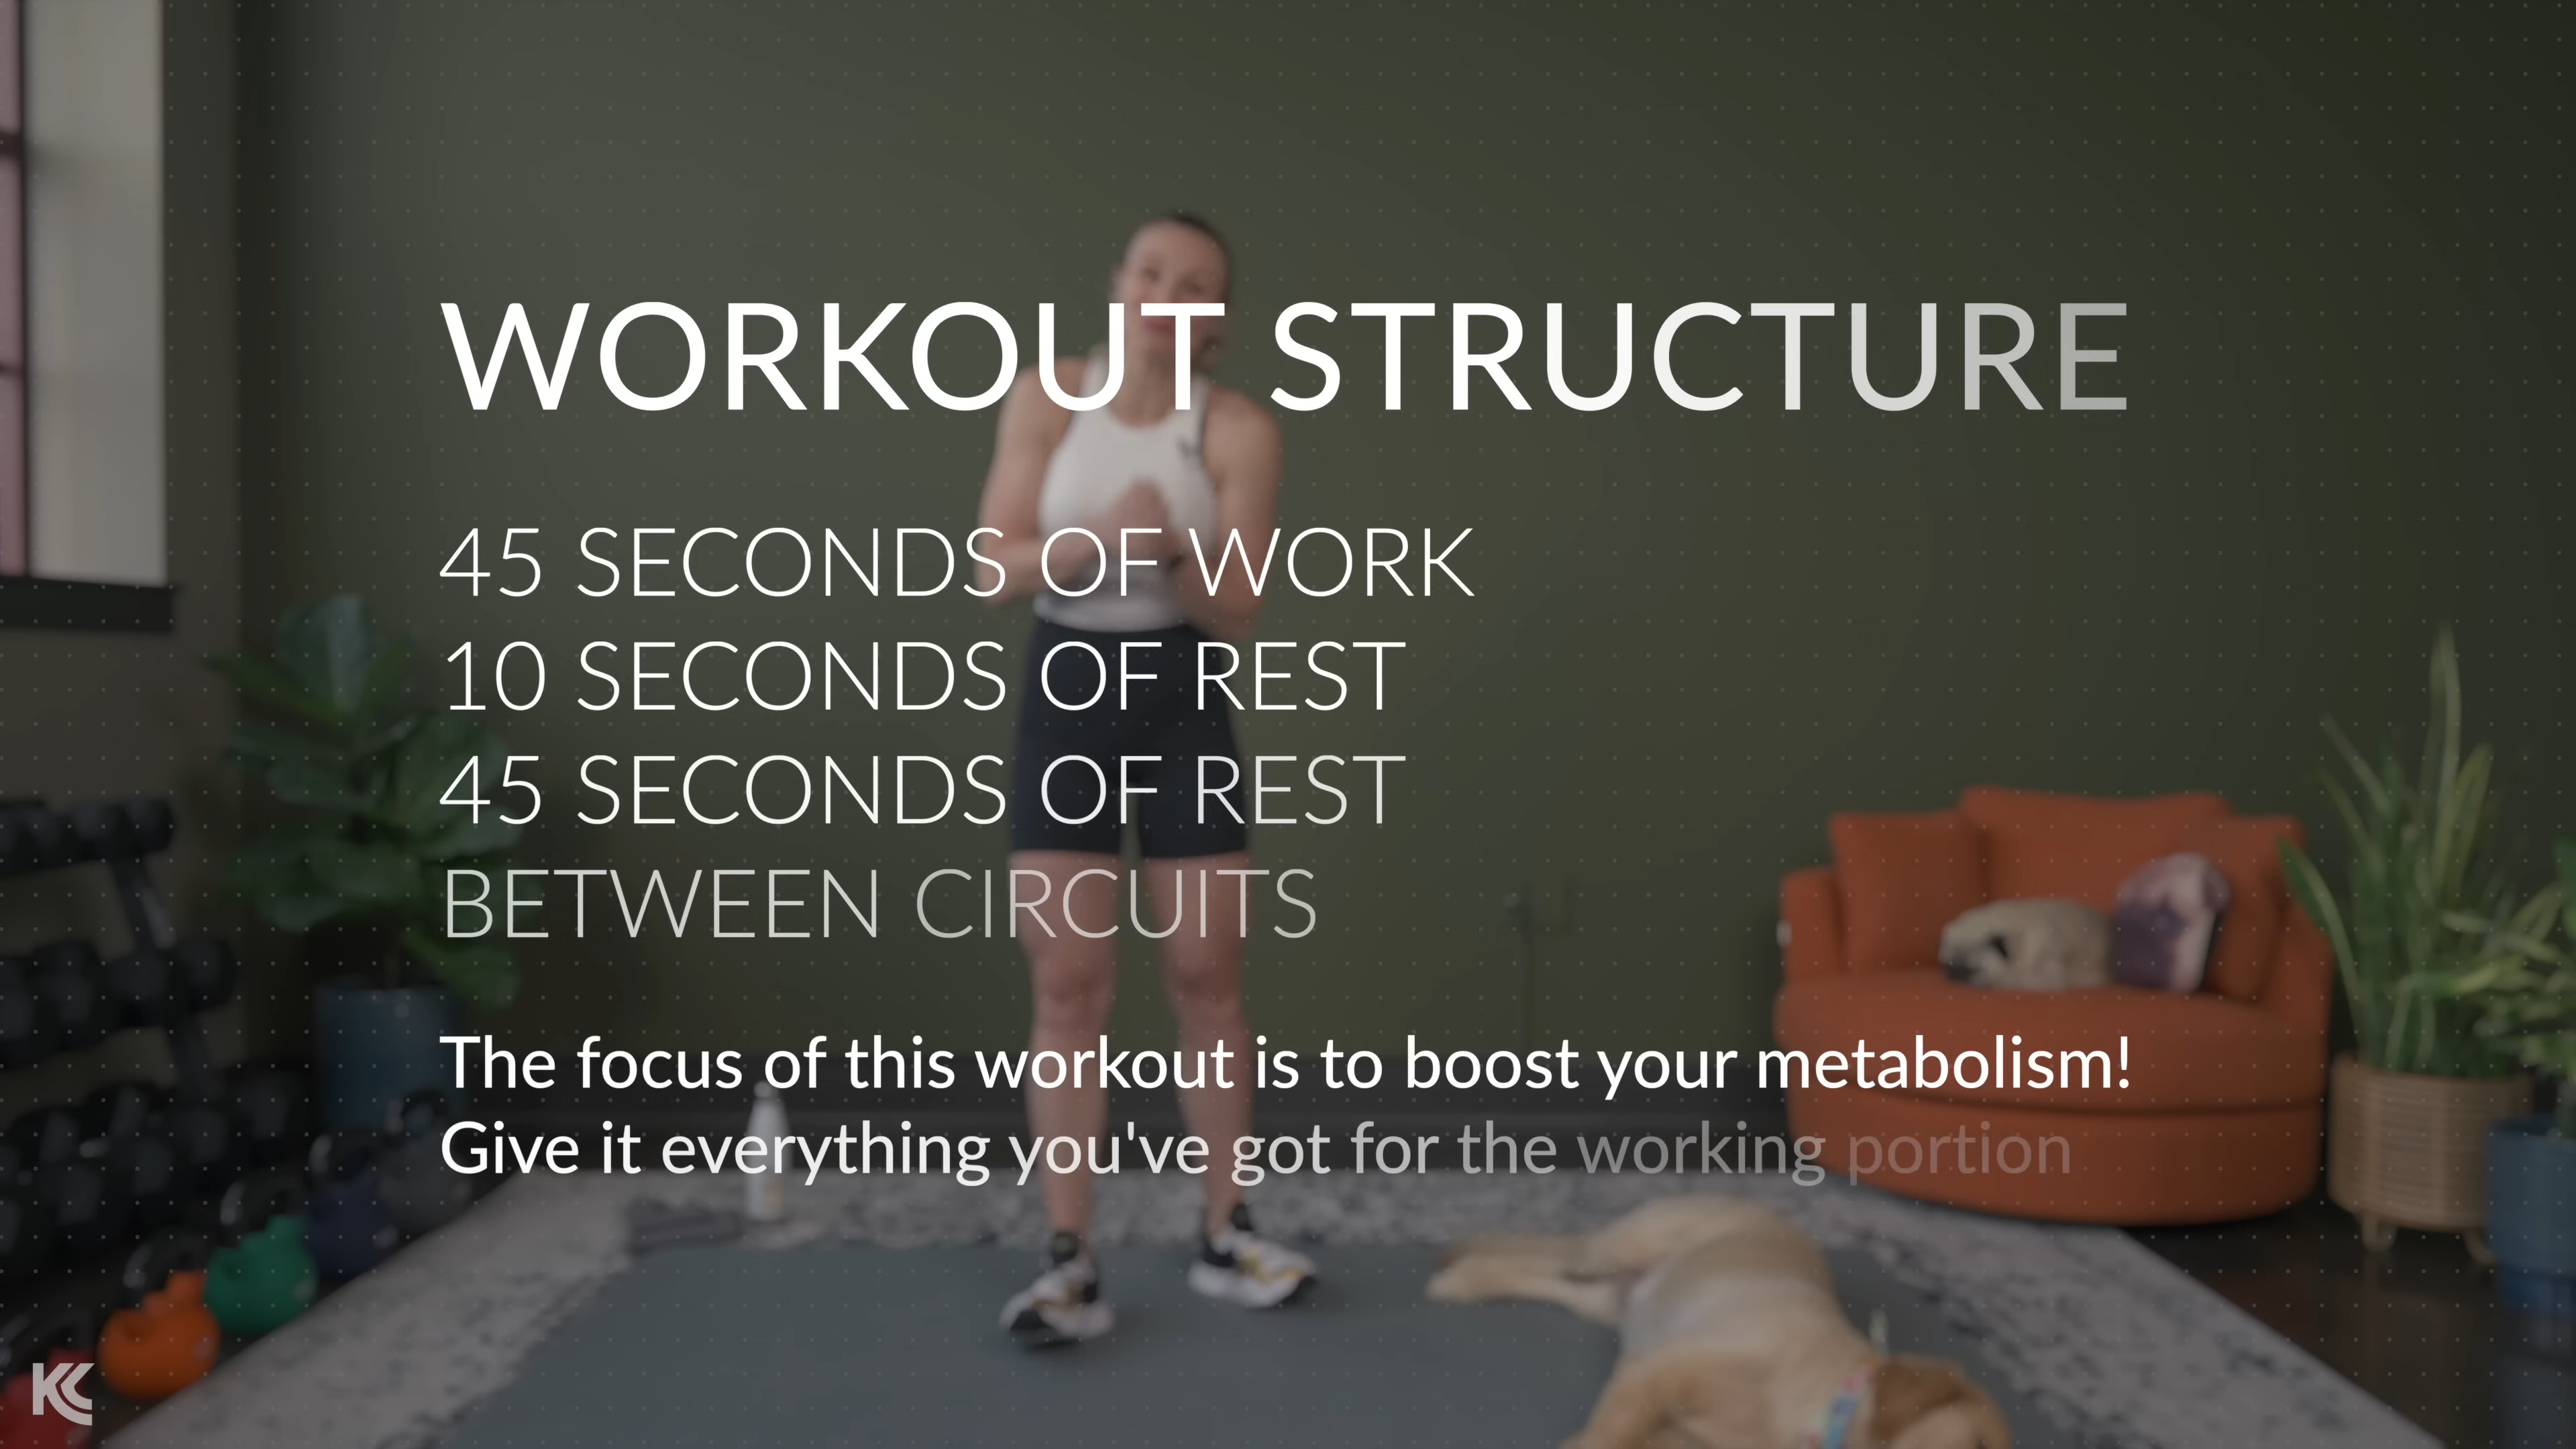 WORKOUT STRUCTURE
45 SECONDS OF WORK
10 SECONDS OF REST
45 SECONDS OF REST
BETWEEN CIRCUITS
The focus of this workout is to boost your metabolism!
Give it everything you've got for the working portion
KC